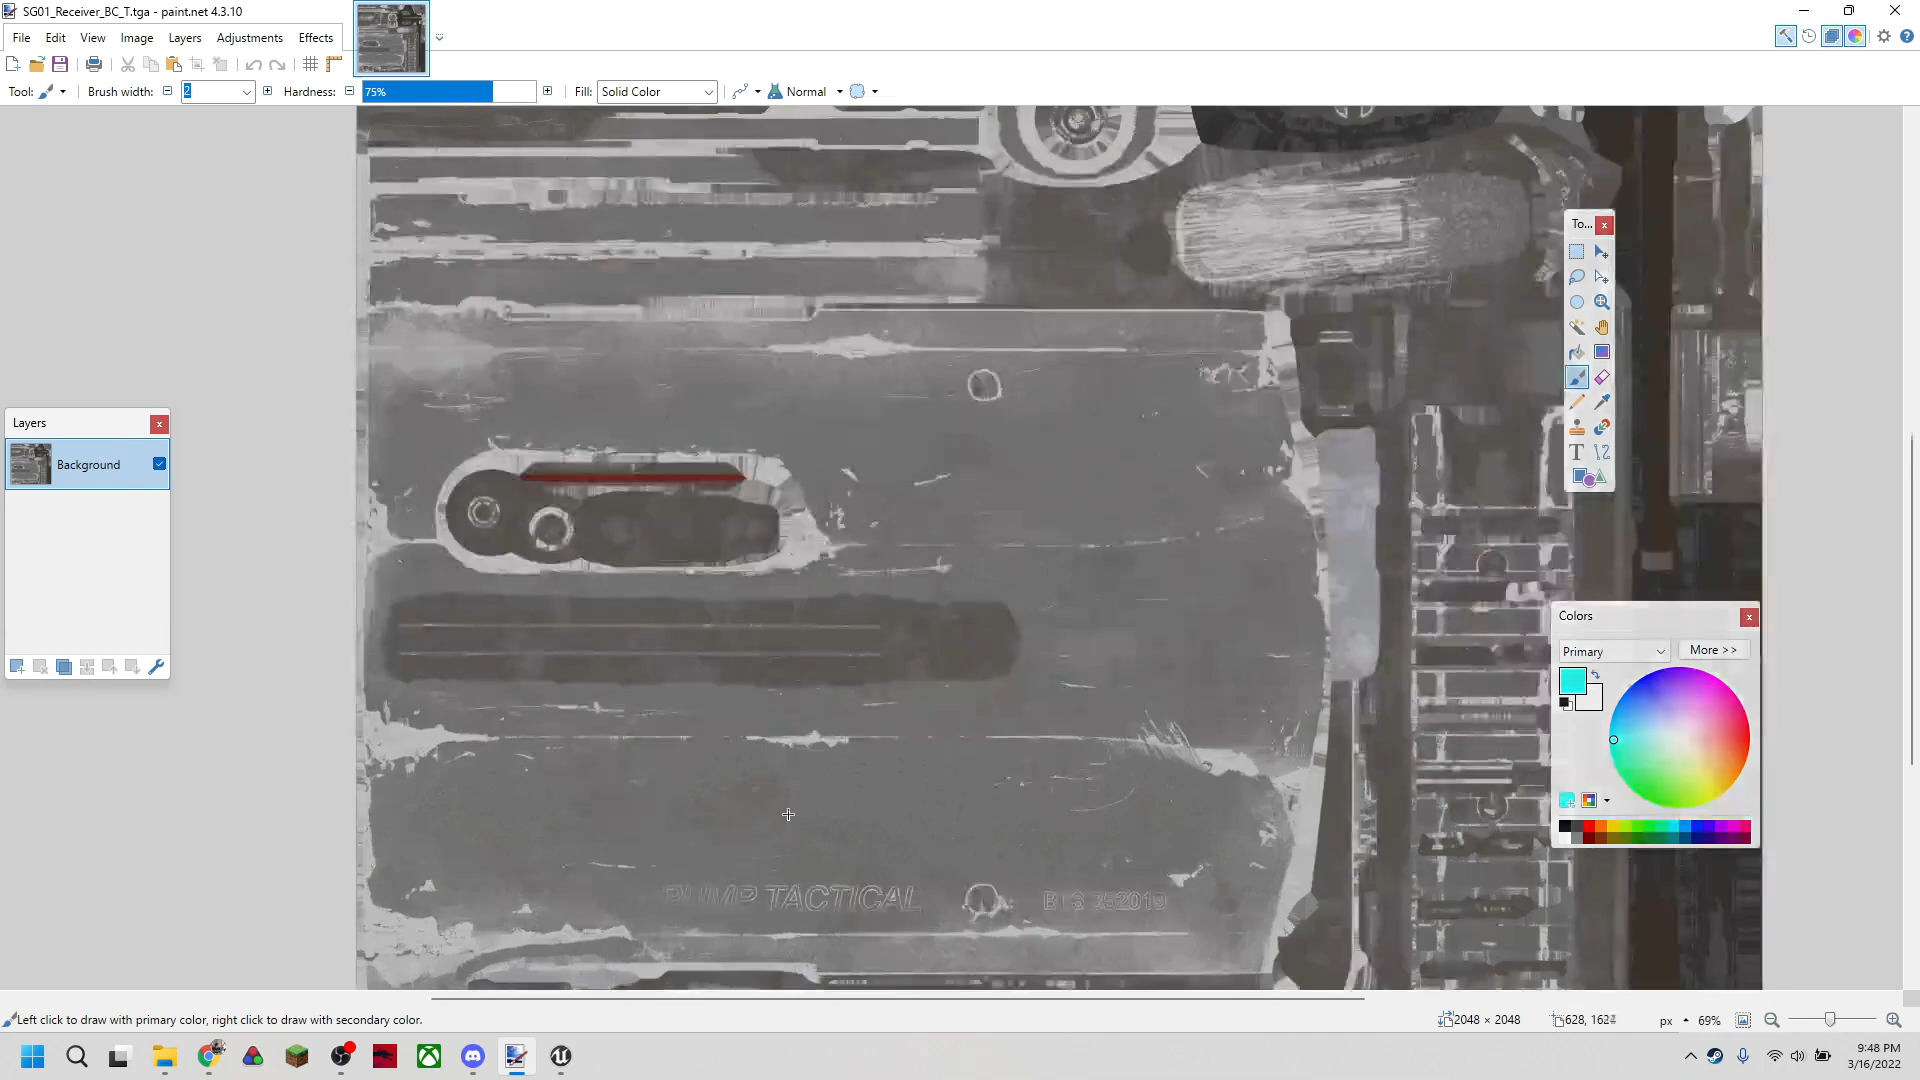 SG01_Receiver_BC_T.tga - paint.net 4.3.10
File Edit View Image Layers Adjustments Effects
Tool: Brush width: 2 Hardness: 75% Fill: Solid Color Normal
To...
Layers
Background
Colors
Primary More >>
PUMP TACTICAL
Left click to draw with primary color, right click to draw with secondary color.
2048 × 2048 628, 1624 px 69%
9:48 PM
3/16/2022